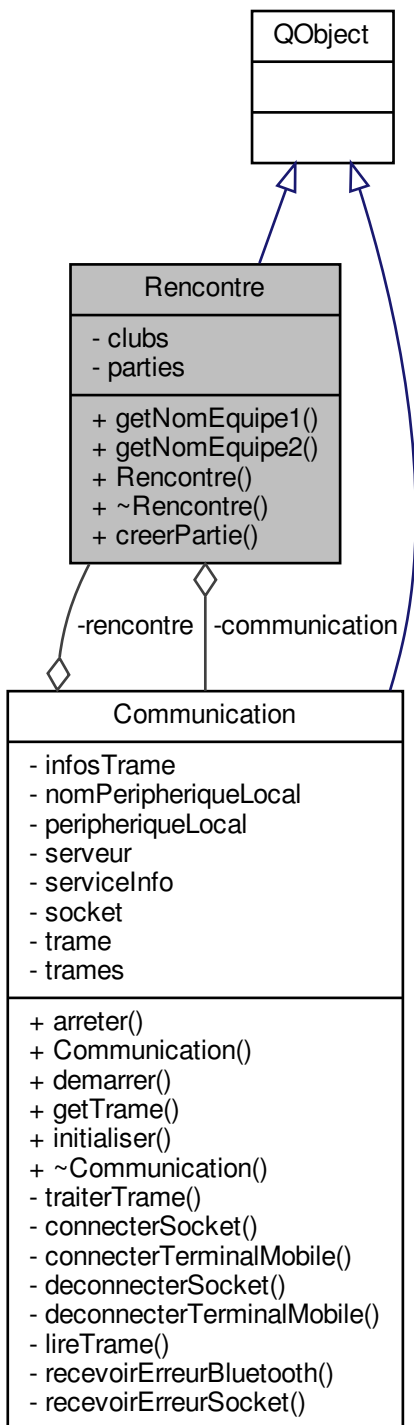 QObject
Rencontre
- clubs
- parties
+ getNomEquipe1()
+ getNomEquipe2()
+ Rencontre()
+ ~Rencontre()
+ creerPartie()
-rencontre
-communication
Communication
- infosTrame
- nomPeripheriqueLocal
- peripheriqueLocal
- serveur
- serviceInfo
- socket
- trame
- trames
+ arreter()
+ Communication()
+ demarrer()
+ getTrame()
+ initialiser()
+ ~Communication()
- traiterTrame()
- connecterSocket()
- connecterTerminalMobile()
- deconnecterSocket()
- deconnecterTerminalMobile()
- lireTrame()
- recevoirErreurBluetooth()
- recevoirErreurSocket()